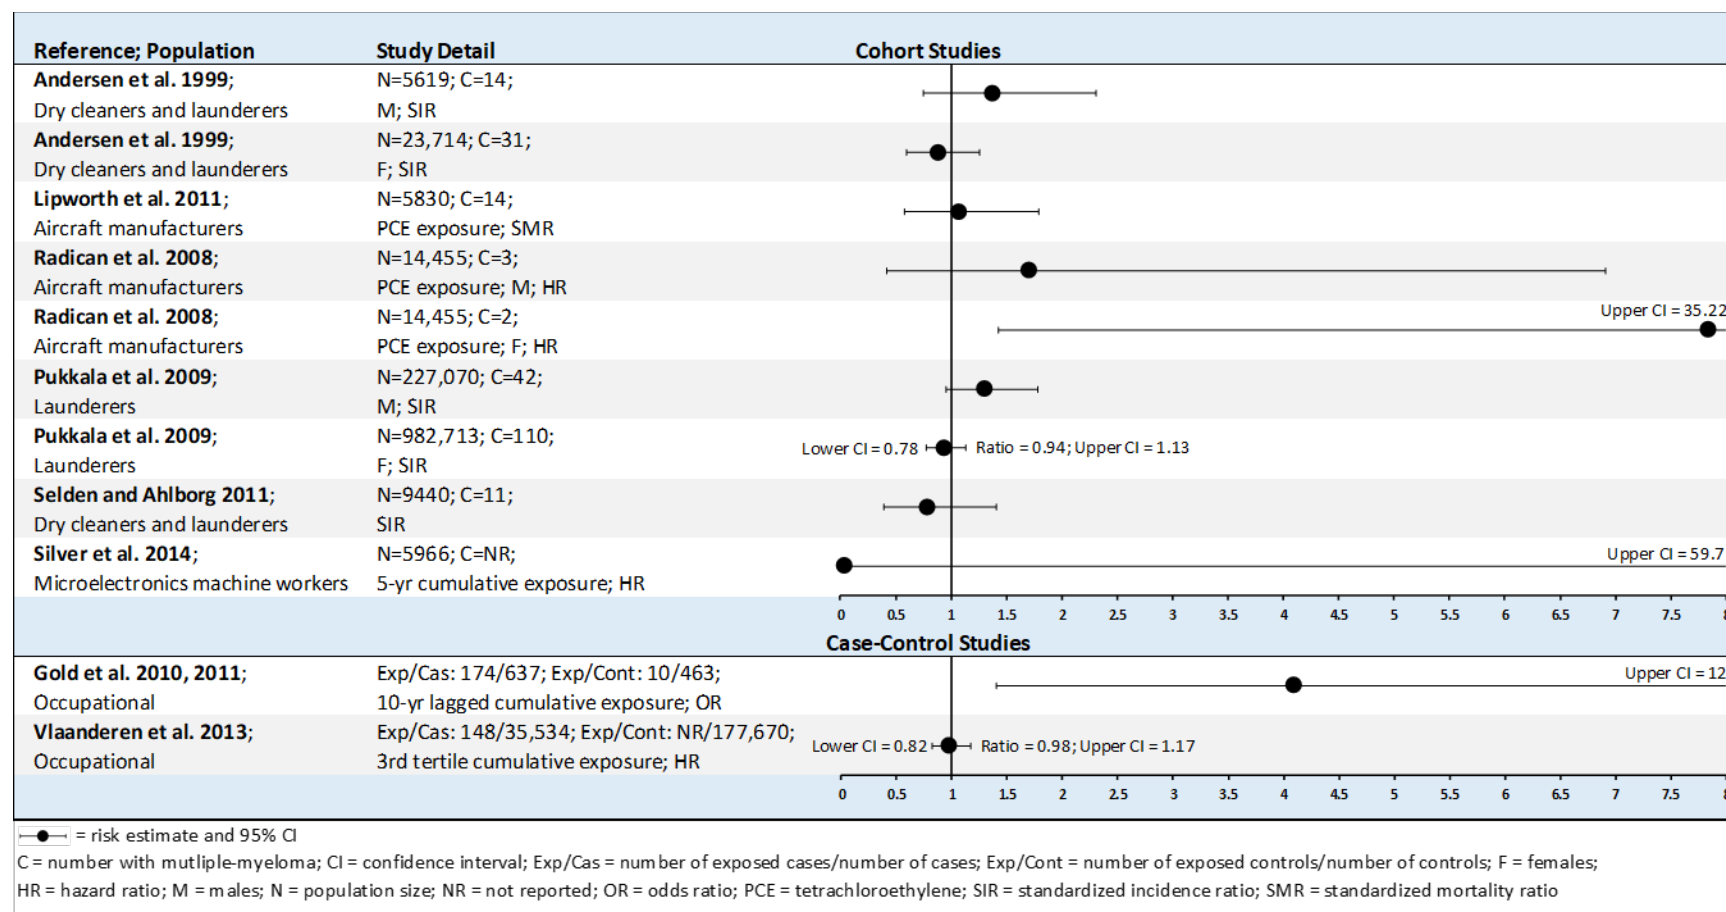 Reference; Population Study Detail Cohort Studies
Andersen et al. 1999; N=5619; C=14;
Dry cleaners and launderers M; SIR
Andersen et al. 1999; N=23,714; C=31;
Dry cleaners and launderers F; SIR
Lipworth et al. 2011; N=5830; C=14;
Aircraft manufacturers PCE exposure; SMR
Radican et al. 2008; N=14,455; C=3;
Aircraft manufacturers PCE exposure; M; HR
Radican et al. 2008; N=14,455; C=2; Upper CI = 35.22
Aircraft manufacturers PCE exposure; F; HR
Pukkala et al. 2009; N=227,070; C=42;
Launderers M; SIR
Pukkala et al. 2009; N=982,713; C=110; Lower CI = 0.78 Ratio = 0.94; Upper CI = 1.13
Launderers F; SIR
Selden and Ahlborg 2011; N=9440; C=11;
Dry cleaners and launderers SIR
Silver et al. 2014; N=5966; C=NR; Upper CI = 59.7
Microelectronics machine workers 5-yr cumulative exposure; HR
0 0.5 1 1.5 2 2.5 3 3.5 4 4.5 5 5.5 6 6.5 7 7.5
Case-Control Studies
Gold et al. 2010, 2011; Exp/Cas: 174/637; Exp/Cont: 10/463; Upper CI = 12
Occupational 10-yr lagged cumulative exposure; OR
Vlaanderen et al. 2013; Exp/Cas: 148/35,534; Exp/Cont: NR/177,670; Lower CI = 0.82 Ratio = 0.98; Upper CI = 1.17
Occupational 3rd tertile cumulative exposure; HR
0 0.5 1 1.5 2 2.5 3 3.5 4 4.5 5 5.5 6 6.5 7 7.5
= risk estimate and 95% CI
C = number with mutliple-myeloma; CI = confidence interval; Exp/Cas = number of exposed cases/number of cases; Exp/Cont = number of exposed controls/number of controls; F = females;
HR = hazard ratio; M = males; N = population size; NR = not reported; OR = odds ratio; PCE = tetrachloroethylene; SIR = standardized incidence ratio; SMR = standardized mortality ratio